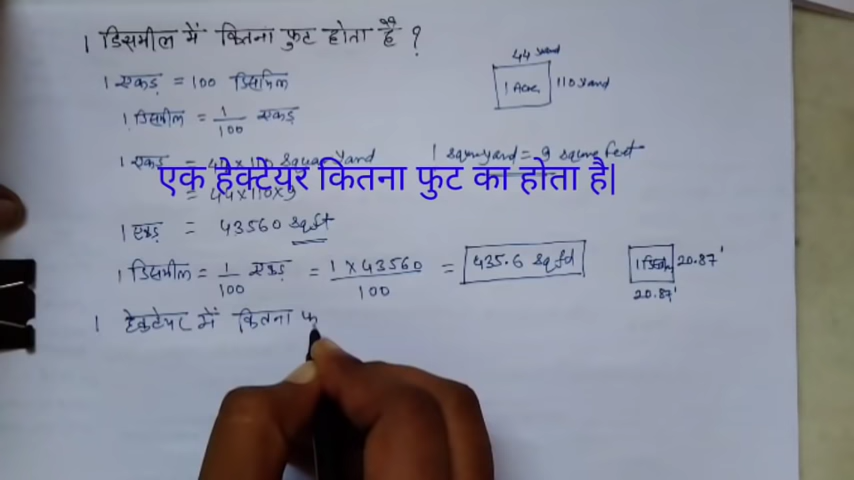 1 डिसमील में कितना फुट होता है ?
1 एकड़ = 100 डिसमिल
1 डिसमील = 1/100 एकड़
1 एकड़ = 44×110 Square Yard
1 square yard = 9 square feet
= 44×110×9
एक हेक्टेयर कितना फुट का होता है|
1 एकड़ = 43560 sq ft
1 डिसमील = 1/100 एकड़ = 1×43560/100 = 435.6 sq fd
1 हेक्टेयर में कितना फु
44 yard
1 Acre
110 yard
1 डिसमील
20.87'
20.87'